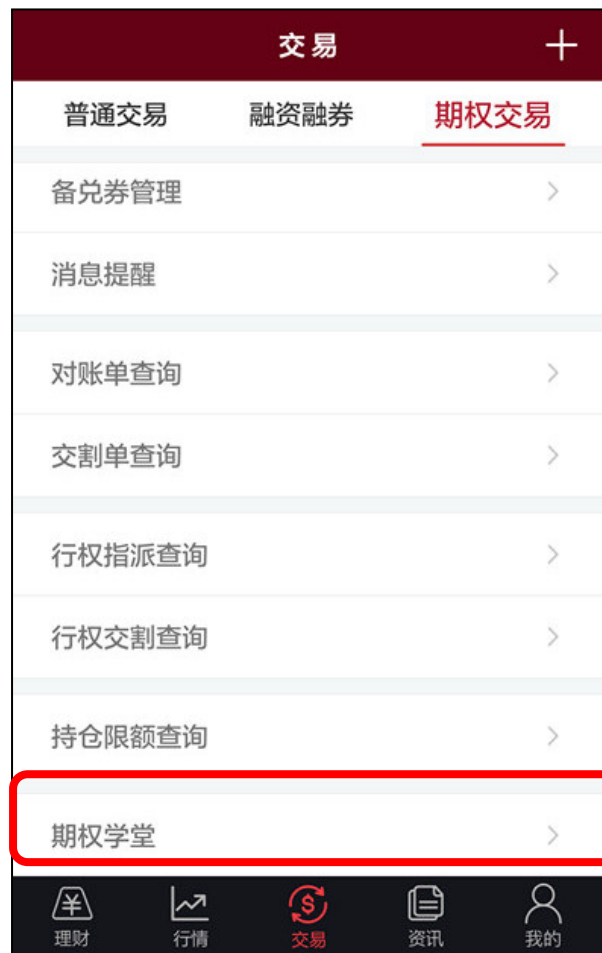 交易
普通交易 融资融券 期权交易
备兑券管理
消息提醒
对账单查询
交割单查询
行权指派查询
行权交割查询
持仓限额查询
期权学堂
理财 行情 交易 资讯 我的